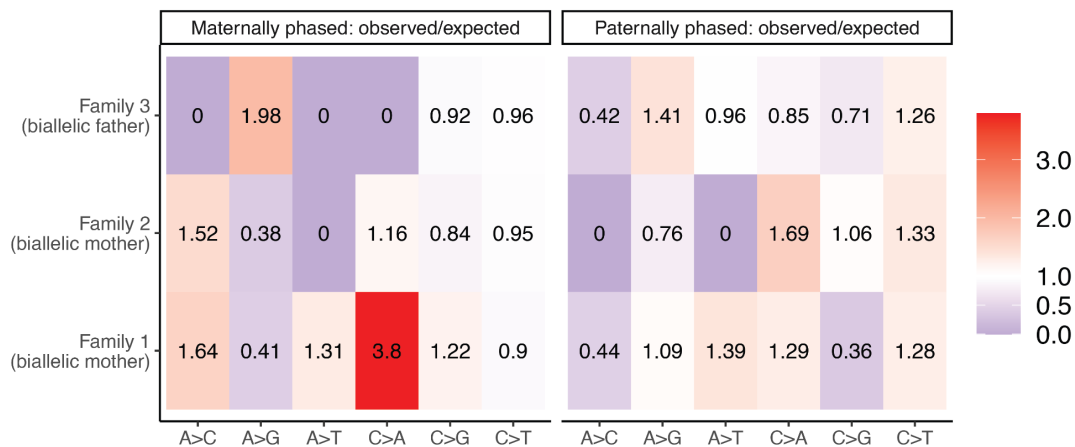 Maternally phased: observed/expected
Paternally phased: observed/expected
Family 3
(biallelic father)
0 1.98 0 0 0.92 0.96
0.42 1.41 0.96 0.85 0.71 1.26
Family 2
(biallelic mother)
1.52 0.38 0 1.16 0.84 0.95
0 0.76 0 1.69 1.06 1.33
Family 1
(biallelic mother)
1.64 0.41 1.31 3.8 1.22 0.9
0.44 1.09 1.39 1.29 0.36 1.28
A>C A>G A>T C>A C>G C>T
A>C A>G A>T C>A C>G C>T
3.0
2.0
1.0
0.5
0.0